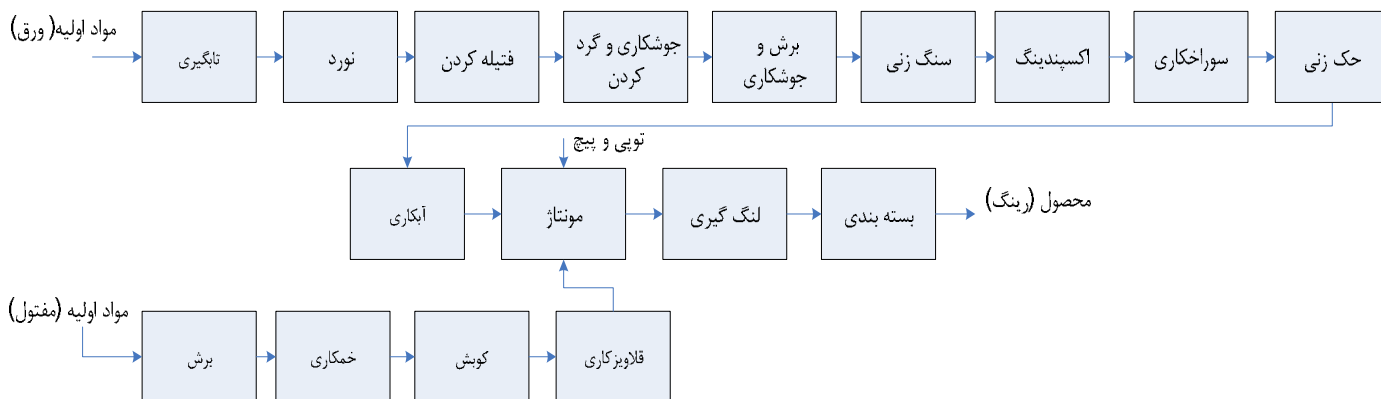 مواد اولیه( ورق)
تابگیری
نورد
فتیله کردن
جوشکاری و گرد
کردن
برش و
جوشکاری
سنگ زنی
اکسپندینگ
سوراخکاری
حک زنی
توپی و پیچ
آبکاری
مونتاژ
لنگ گیری
بسته بندی
محصول (رینگ)
مواد اولیه (مفتول)
برش
خمکاری
کوبش
قلاویزکاری